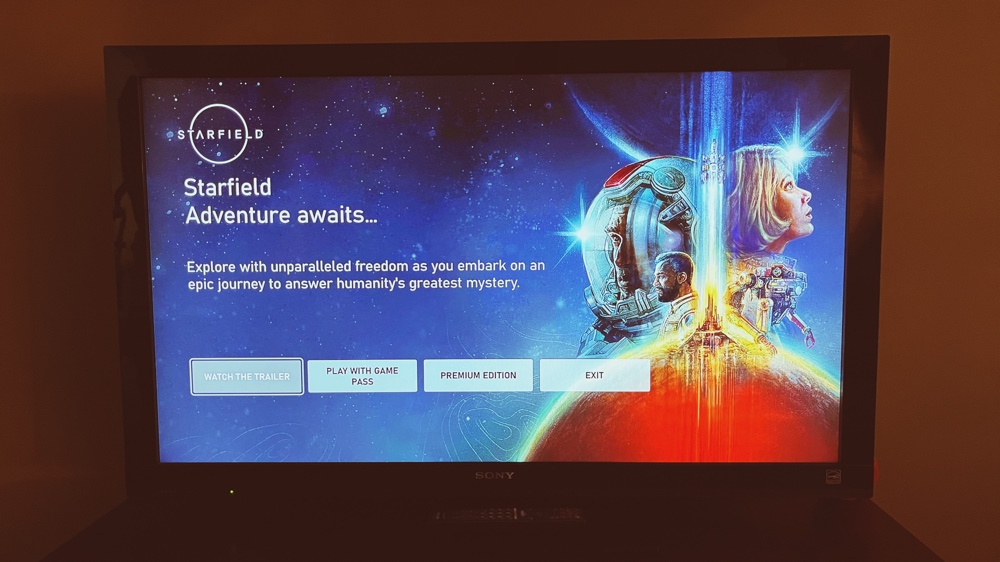 STARFIELD
Starfield
Adventure awaits...
Explore with unparalleled freedom as you embark on an
epic journey to answer humanity's greatest mystery.
WATCH THE TRAILER
PLAY WITH GAME
PASS
PREMIUM EDITION
EXIT
SONY